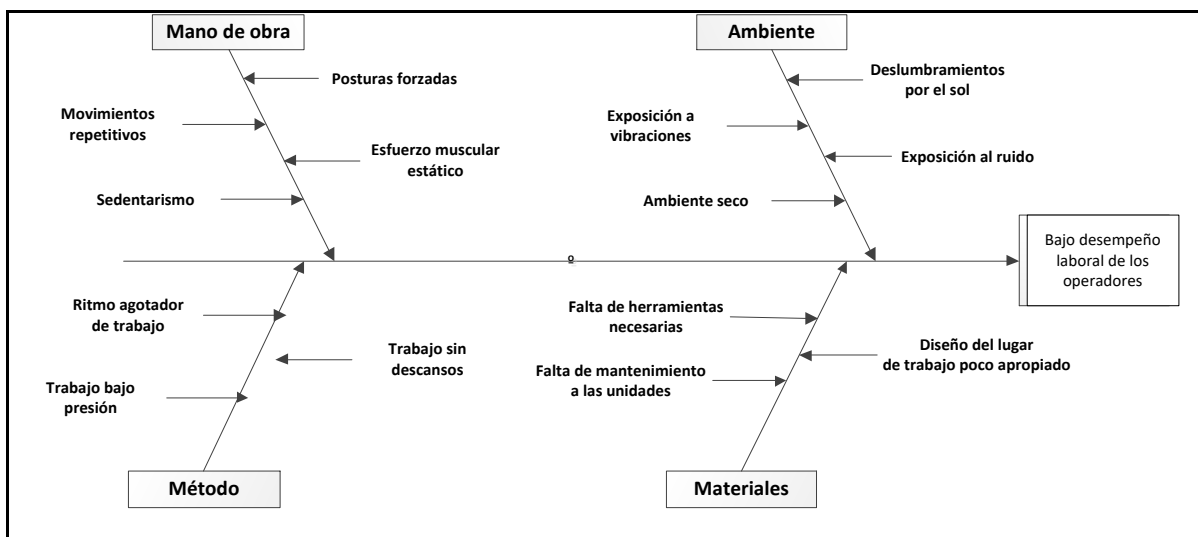 Mano de obra
Ambiente
Posturas forzadas
Movimientos
repetitivos
Esfuerzo muscular
estático
Sedentarismo
Deslumbramientos
por el sol
Exposición a
vibraciones
Exposición al ruido
Ambiente seco
Bajo desempeño
laboral de los
operadores
Ritmo agotador
de trabajo
Trabajo sin
descansos
Trabajo bajo
presión
Falta de herramientas
necesarias
Diseño del lugar
de trabajo poco apropiado
Falta de mantenimiento
a las unidades
Método
Materiales